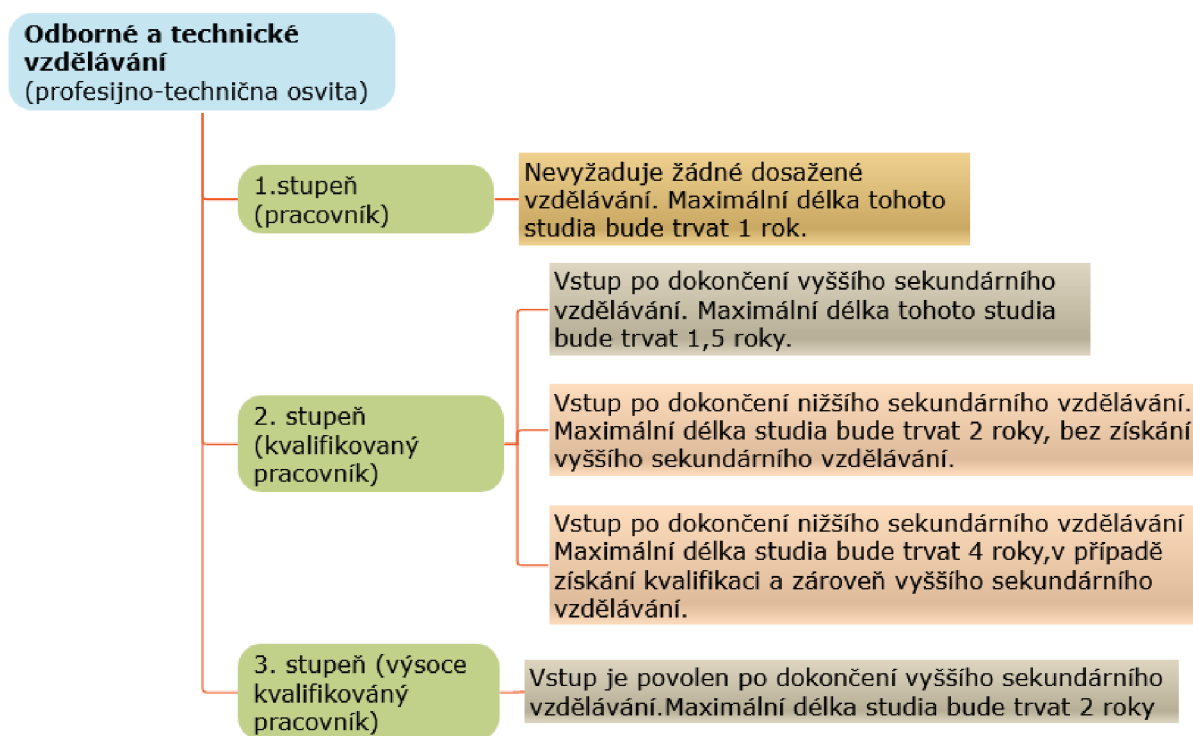 Odborné a technické
vzdělávání
(profesijno-technična osvita)
1.stupeň
(pracovník)
Nevyžaduje žádné dosažené
vzdělávání. Maximální délka tohoto
studia bude trvat 1 rok.
Vstup po dokončení vyššího sekundárního
vzdělávání. Maximální délka tohoto studia
bude trvat 1,5 roky.
2. stupeň
(kvalifikovaný
pracovník)
Vstup po dokončení nižšího sekundárního vzdělávání.
Maximální délka studia bude trvat 2 roky, bez získání
vyššího sekundárního vzdělávání.
Vstup po dokončení nižšího sekundárního vzdělávání
Maximální délka studia bude trvat 4 roky,v případě
získání kvalifikaci a zároveň vyššího sekundárního
vzdělávání.
3. stupeň (výsoce
kvalifikováný
pracovník)
Vstup je povolen po dokončení vyššího sekundárního
vzdělávání.Maximální délka studia bude trvat 2 roky